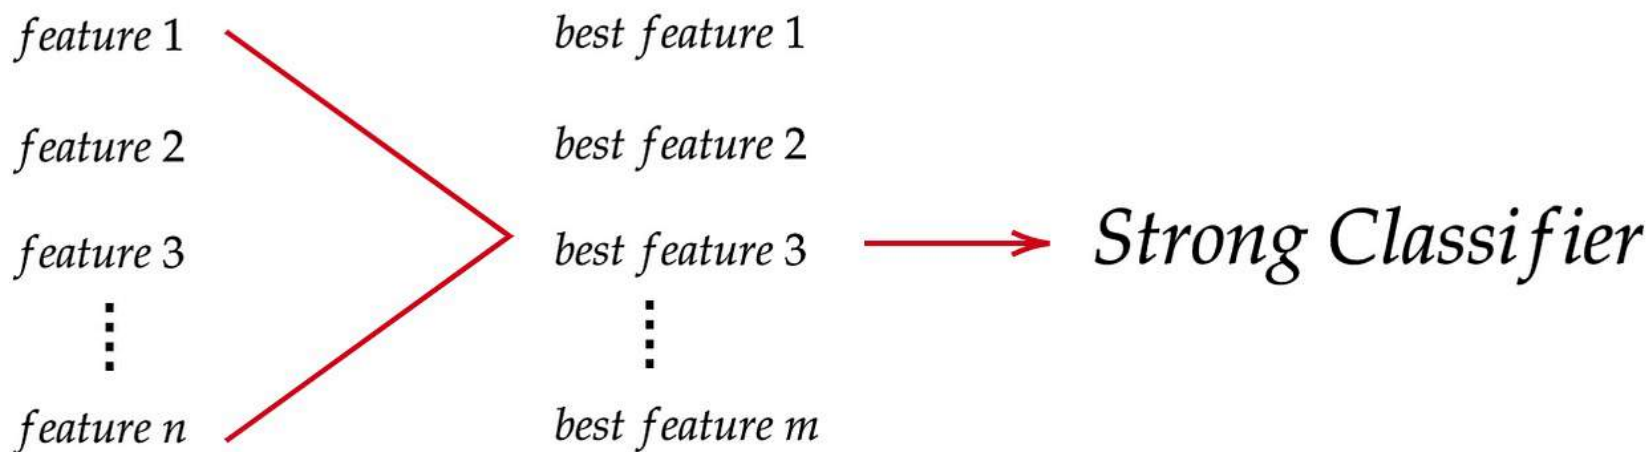 feature 1
feature 2
feature 3
feature n
best feature 1
best feature 2
best feature 3
best feature m
Strong Classifier